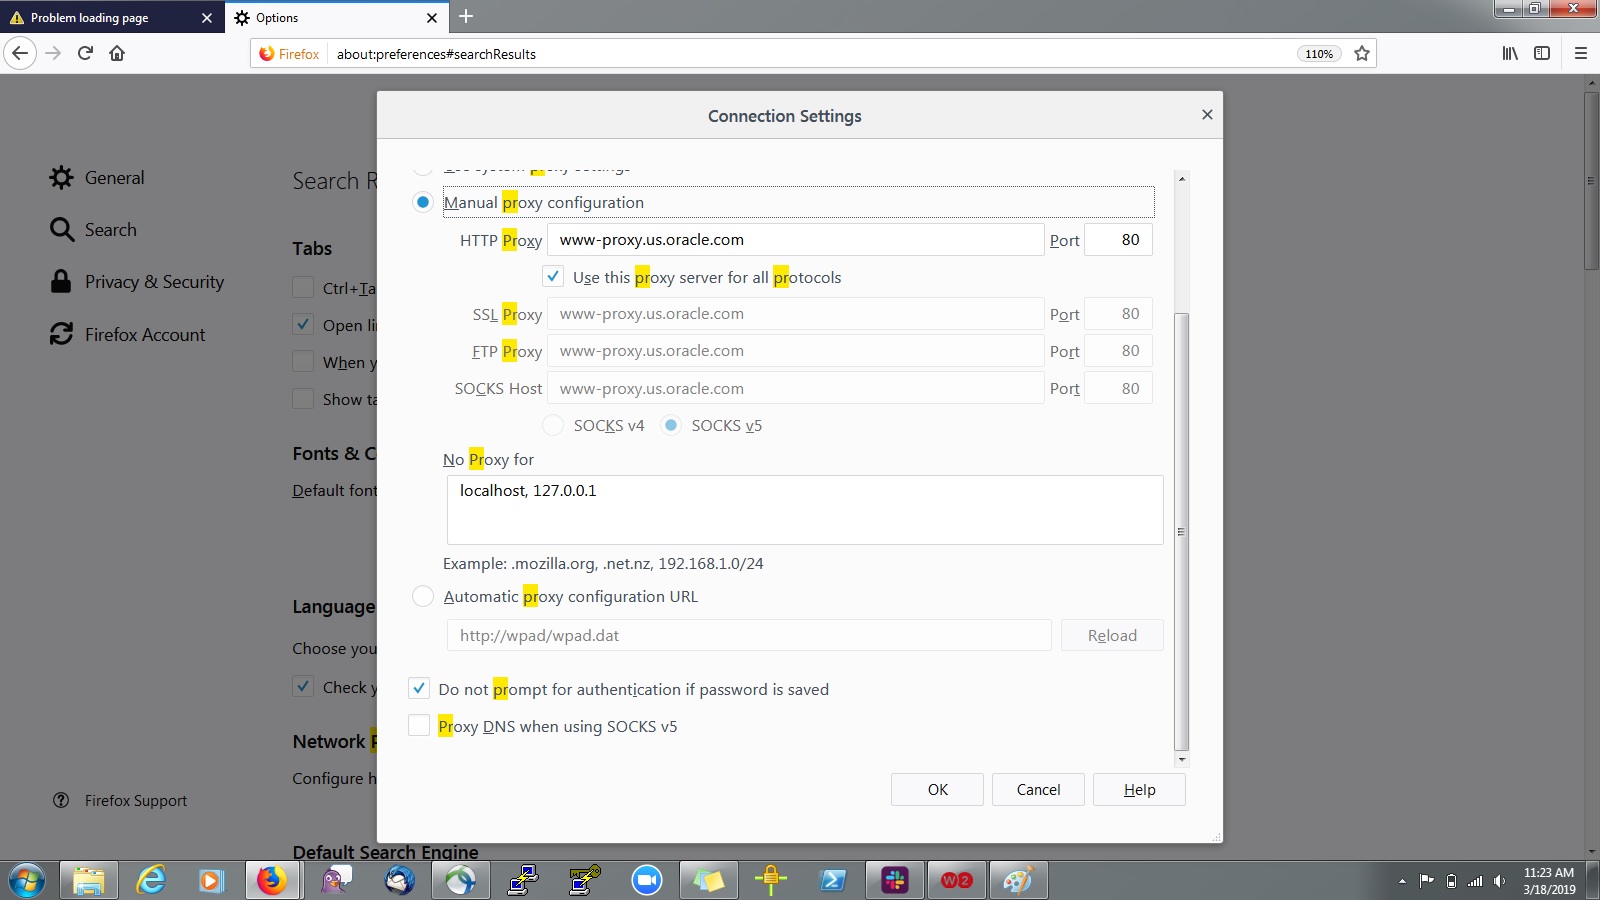 Problem loading page
Options
Firefox
about:preferences#searchResults
110%
Connection Settings
General
Search
Privacy & Security
Firefox Account
Firefox Support
Search R
Tabs
Ctrl+Ta
Open li
When y
Show ta
Fonts & C
Default font
Language
Choose you
Check y
Network P
Configure h
Default Search Engine
Use system proxy settings
Manual proxy configuration
HTTP Proxy www-proxy.us.oracle.com Port 80
Use this proxy server for all protocols
SSL Proxy www-proxy.us.oracle.com Port 80
FTP Proxy www-proxy.us.oracle.com Port 80
SOCKS Host www-proxy.us.oracle.com Port 80
SOCKS v4 SOCKS v5
No Proxy for
localhost, 127.0.0.1
Example: .mozilla.org, .net.nz, 192.168.1.0/24
Automatic proxy configuration URL
http://wpad/wpad.dat Reload
Do not prompt for authentication if password is saved
Proxy DNS when using SOCKS v5
OK Cancel Help
W2
11:23 AM
3/18/2019